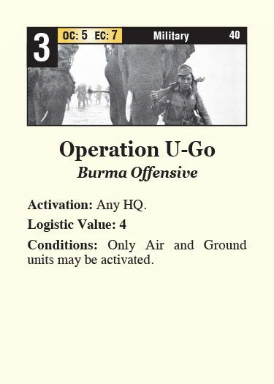 3 OC: 5 EC: 7 Military 40
Operation U-Go
Burma Offensive
Activation: Any HQ.
Logistic Value: 4
Conditions: Only Air and Ground
units may be activated.